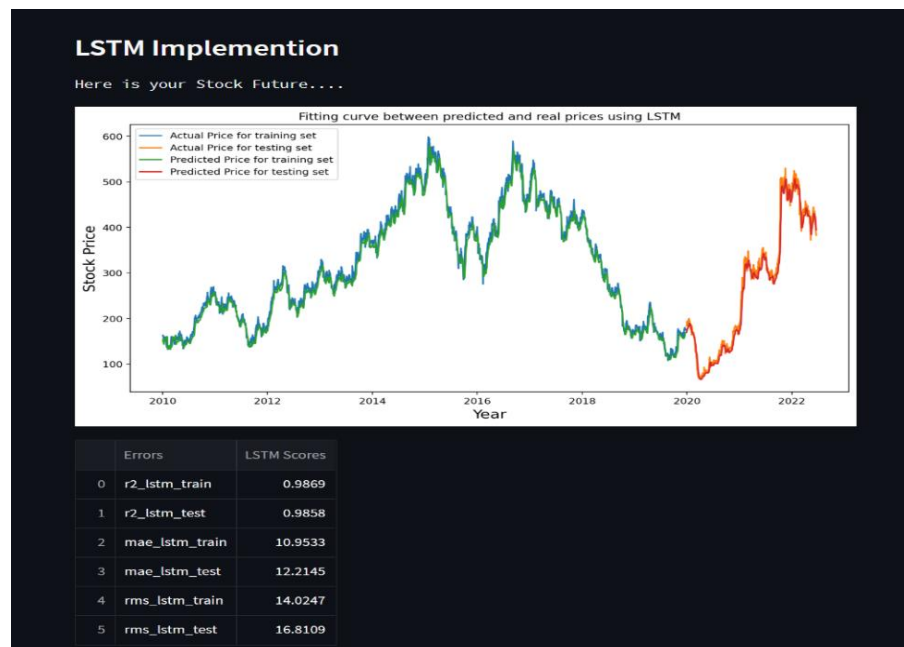 LSTM Implemention
Here is your Stock Future....
Fitting curve between predicted and real prices using LSTM
Actual Price for training set
Actual Price for testing set
Predicted Price for training set
Predicted Price for testing set
600
500
400
300
200
100
Stock Price
2010 2012 2014 2016 2018 2020 2022
Year
Errors LSTM Scores
0 r2_lstm_train 0.9869
1 r2_lstm_test 0.9858
2 mae_lstm_train 10.9533
3 mae_lstm_test 12.2145
4 rms_lstm_train 14.0247
5 rms_lstm_test 16.8109